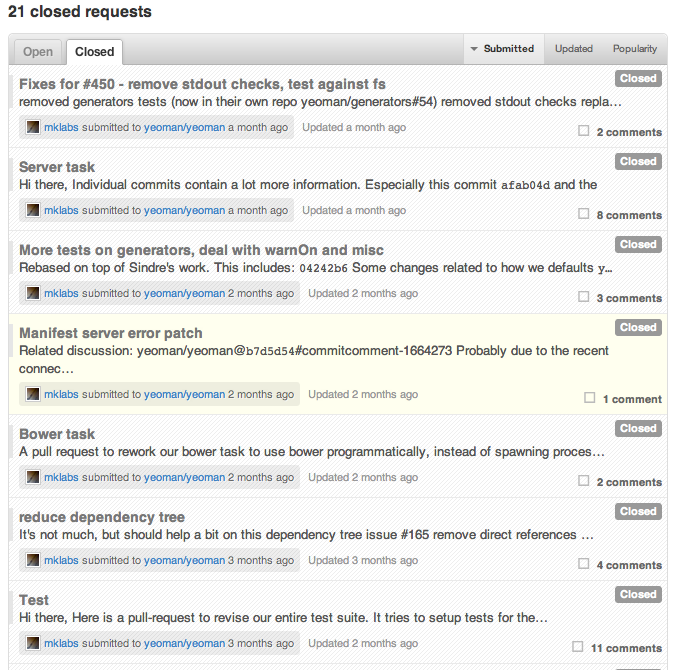 21 closed requests
Open Closed Submitted Updated Popularity
Fixes for #450 - remove stdout checks, test against fs Closed
removed generators tests (now in their own repo yeoman/generators#54) removed stdout checks repla…
mklabs submitted to yeoman/yeoman a month ago Updated a month ago 2 comments
Server task Closed
Hi there, Individual commits contain a lot more information. Especially this commit afab04d and the
mklabs submitted to yeoman/yeoman a month ago Updated a month ago 8 comments
More tests on generators, deal with warnOn and misc Closed
Rebased on top of Sindre's work. This includes: 04242b6 Some changes related to how we defaults y…
mklabs submitted to yeoman/yeoman 2 months ago Updated 2 months ago 3 comments
Manifest server error patch Closed
Related discussion: yeoman/yeoman@b7d5d54#commitcomment-1664273 Probably due to the recent
connec…
mklabs submitted to yeoman/yeoman 2 months ago Updated 2 months ago 1 comment
Bower task Closed
A pull request to rework our bower task to use bower programmatically, instead of spawning proces…
mklabs submitted to yeoman/yeoman 2 months ago Updated 2 months ago 2 comments
reduce dependency tree Closed
It's not much, but should help a bit on this dependency tree issue #165 remove direct references …
mklabs submitted to yeoman/yeoman 3 months ago Updated 3 months ago 4 comments
Test Closed
Hi there, Here is a pull-request to revise our entire test suite. It tries to setup tests for the…
mklabs submitted to yeoman/yeoman 3 months ago Updated 2 months ago 11 comments